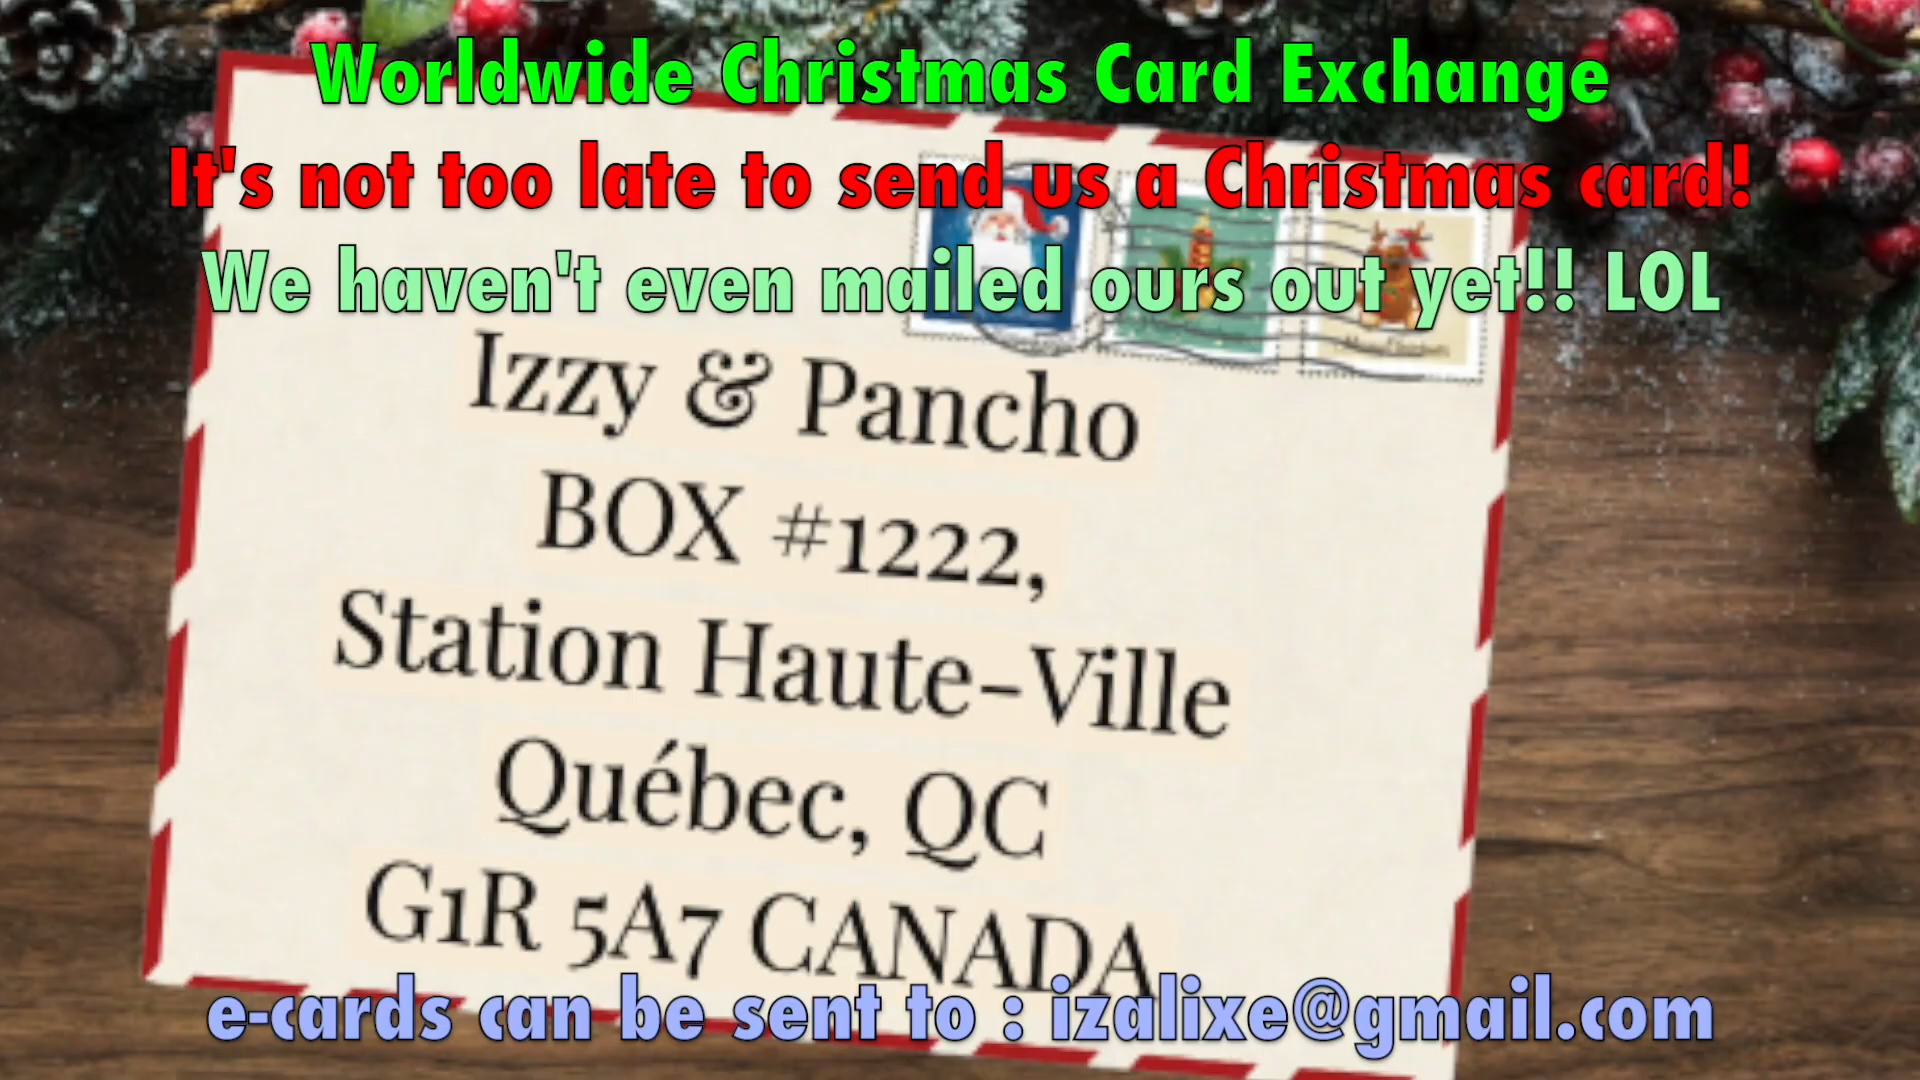 Worldwide Christmas Card Exchange
It's not too late to send us a Christmas card!
We haven't even mailed ours out yet!! LOL
Izzy & Pancho
BOX #1222,
Station Haute-Ville
Québec, QC
G1R 5A7 CANADA
e-cards can be sent to : izalixe@gmail.com